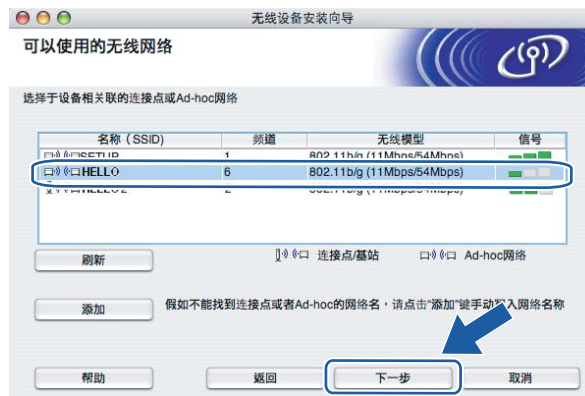 无线设备安装向导
可以使用的无线网络
选择于设备相关联的连接点或Ad-hoc网络
名称（SSID） 频道 无线模型 信号
SETUP 1 802.11b/g (11Mbps/54Mbps)
HELLO 6 802.11b/g (11Mbps/54Mbps)
HELLO2 2 802.11b/g (11Mbps/54Mbps)
刷新 连接点/基站 Ad-hoc网络
添加 假如不能找到连接点或者Ad-hoc的网络名，请点击“添加”键手动写入网络名称
帮助 返回 下一步 取消